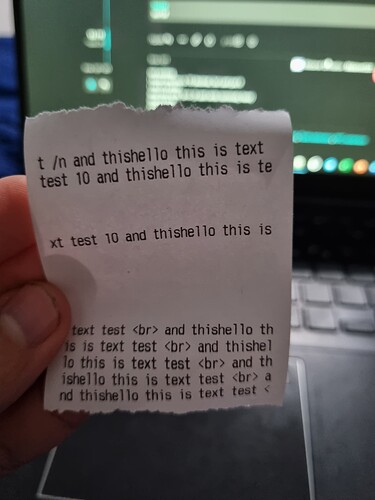 t /n and thishello this is text
test 10 and thishello this is te
xt test 10 and thishello this is
text test <br> and thishello th
is is text test <br> and thishel
lo this is text test <br> and th
ishello this is text test <br> a
nd thishello this is text test <